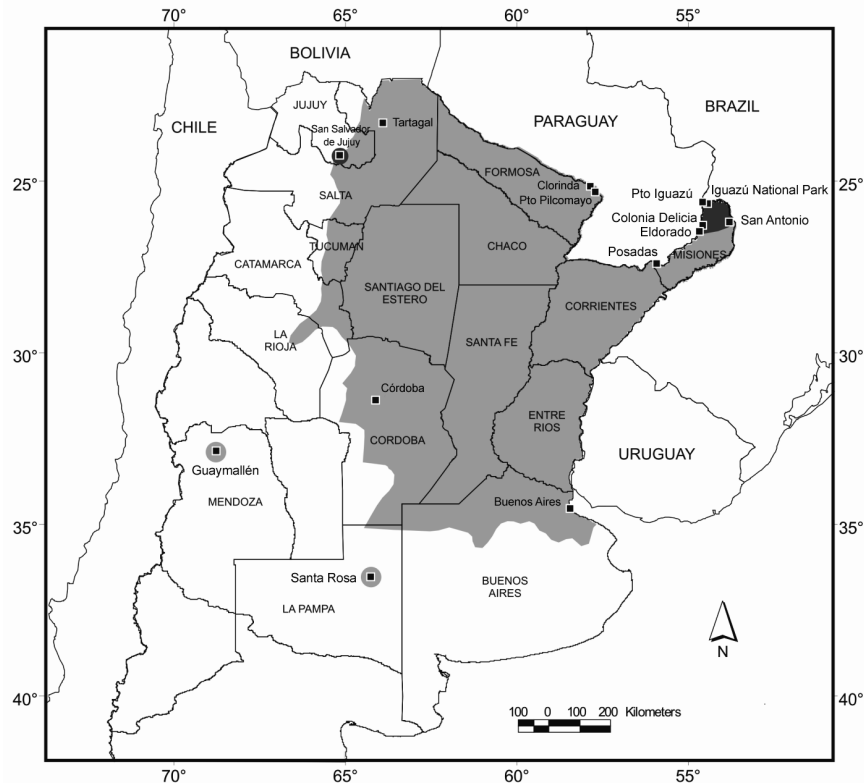 70° 65° 60° 55°
BOLIVIA
BRAZIL
PARAGUAY
CHILE
JUJUY
San Salvador
de Jujuy
Tartagal
25°
25°
FORMOSA
Clorinda
Pto Pilcomayo
Pto Iguazú
Iguazú National Park
Colonia Delicia
San Antonio
Eldorado
SALTA
TUCUMAN
CHACO
Posadas
MISIONES
CATAMARCA
SANTIAGO DEL
ESTERO
CORRIENTES
LA
RIOJA
SANTA FE
30°
30°
Córdoba
ENTRE
RIOS
CORDOBA
URUGUAY
Guaymallén
MENDOZA
Buenos Aires
35°
35°
Santa Rosa
LA PAMPA
BUENOS
AIRES
N
40°
40°
100 0 100 200 Kilometers
70° 65° 60° 55°